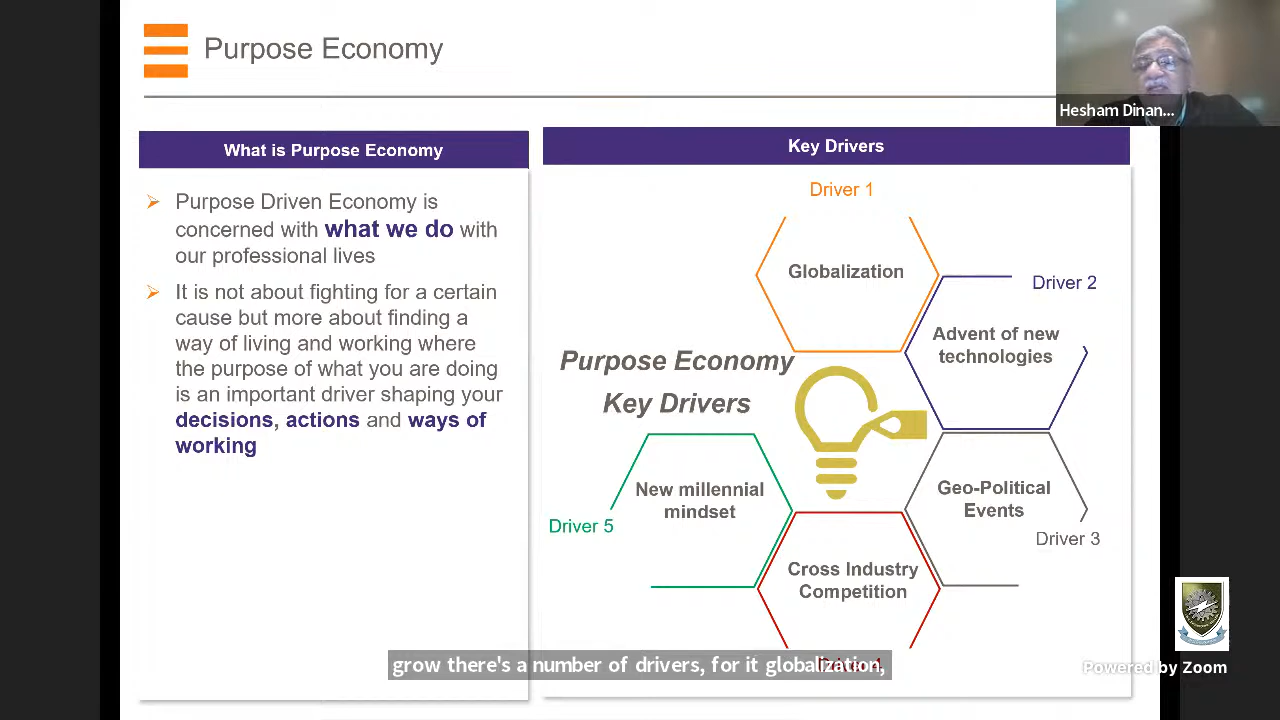 Purpose Economy
Hesham Dinan...
What is Purpose Economy
Purpose Driven Economy is
concerned with what we do with
our professional lives
It is not about fighting for a certain
cause but more about finding a
way of living and working where
the purpose of what you are doing
is an important driver shaping your
decisions, actions and ways of
working
Key Drivers
Driver 1
Globalization
Driver 2
Advent of new
technologies
Purpose Economy
Key Drivers
New millennial
mindset
Driver 5
Geo-Political
Events
Driver 3
Cross Industry
Competition
grow there's a number of drivers, for it globalization,
Powered by Zoom